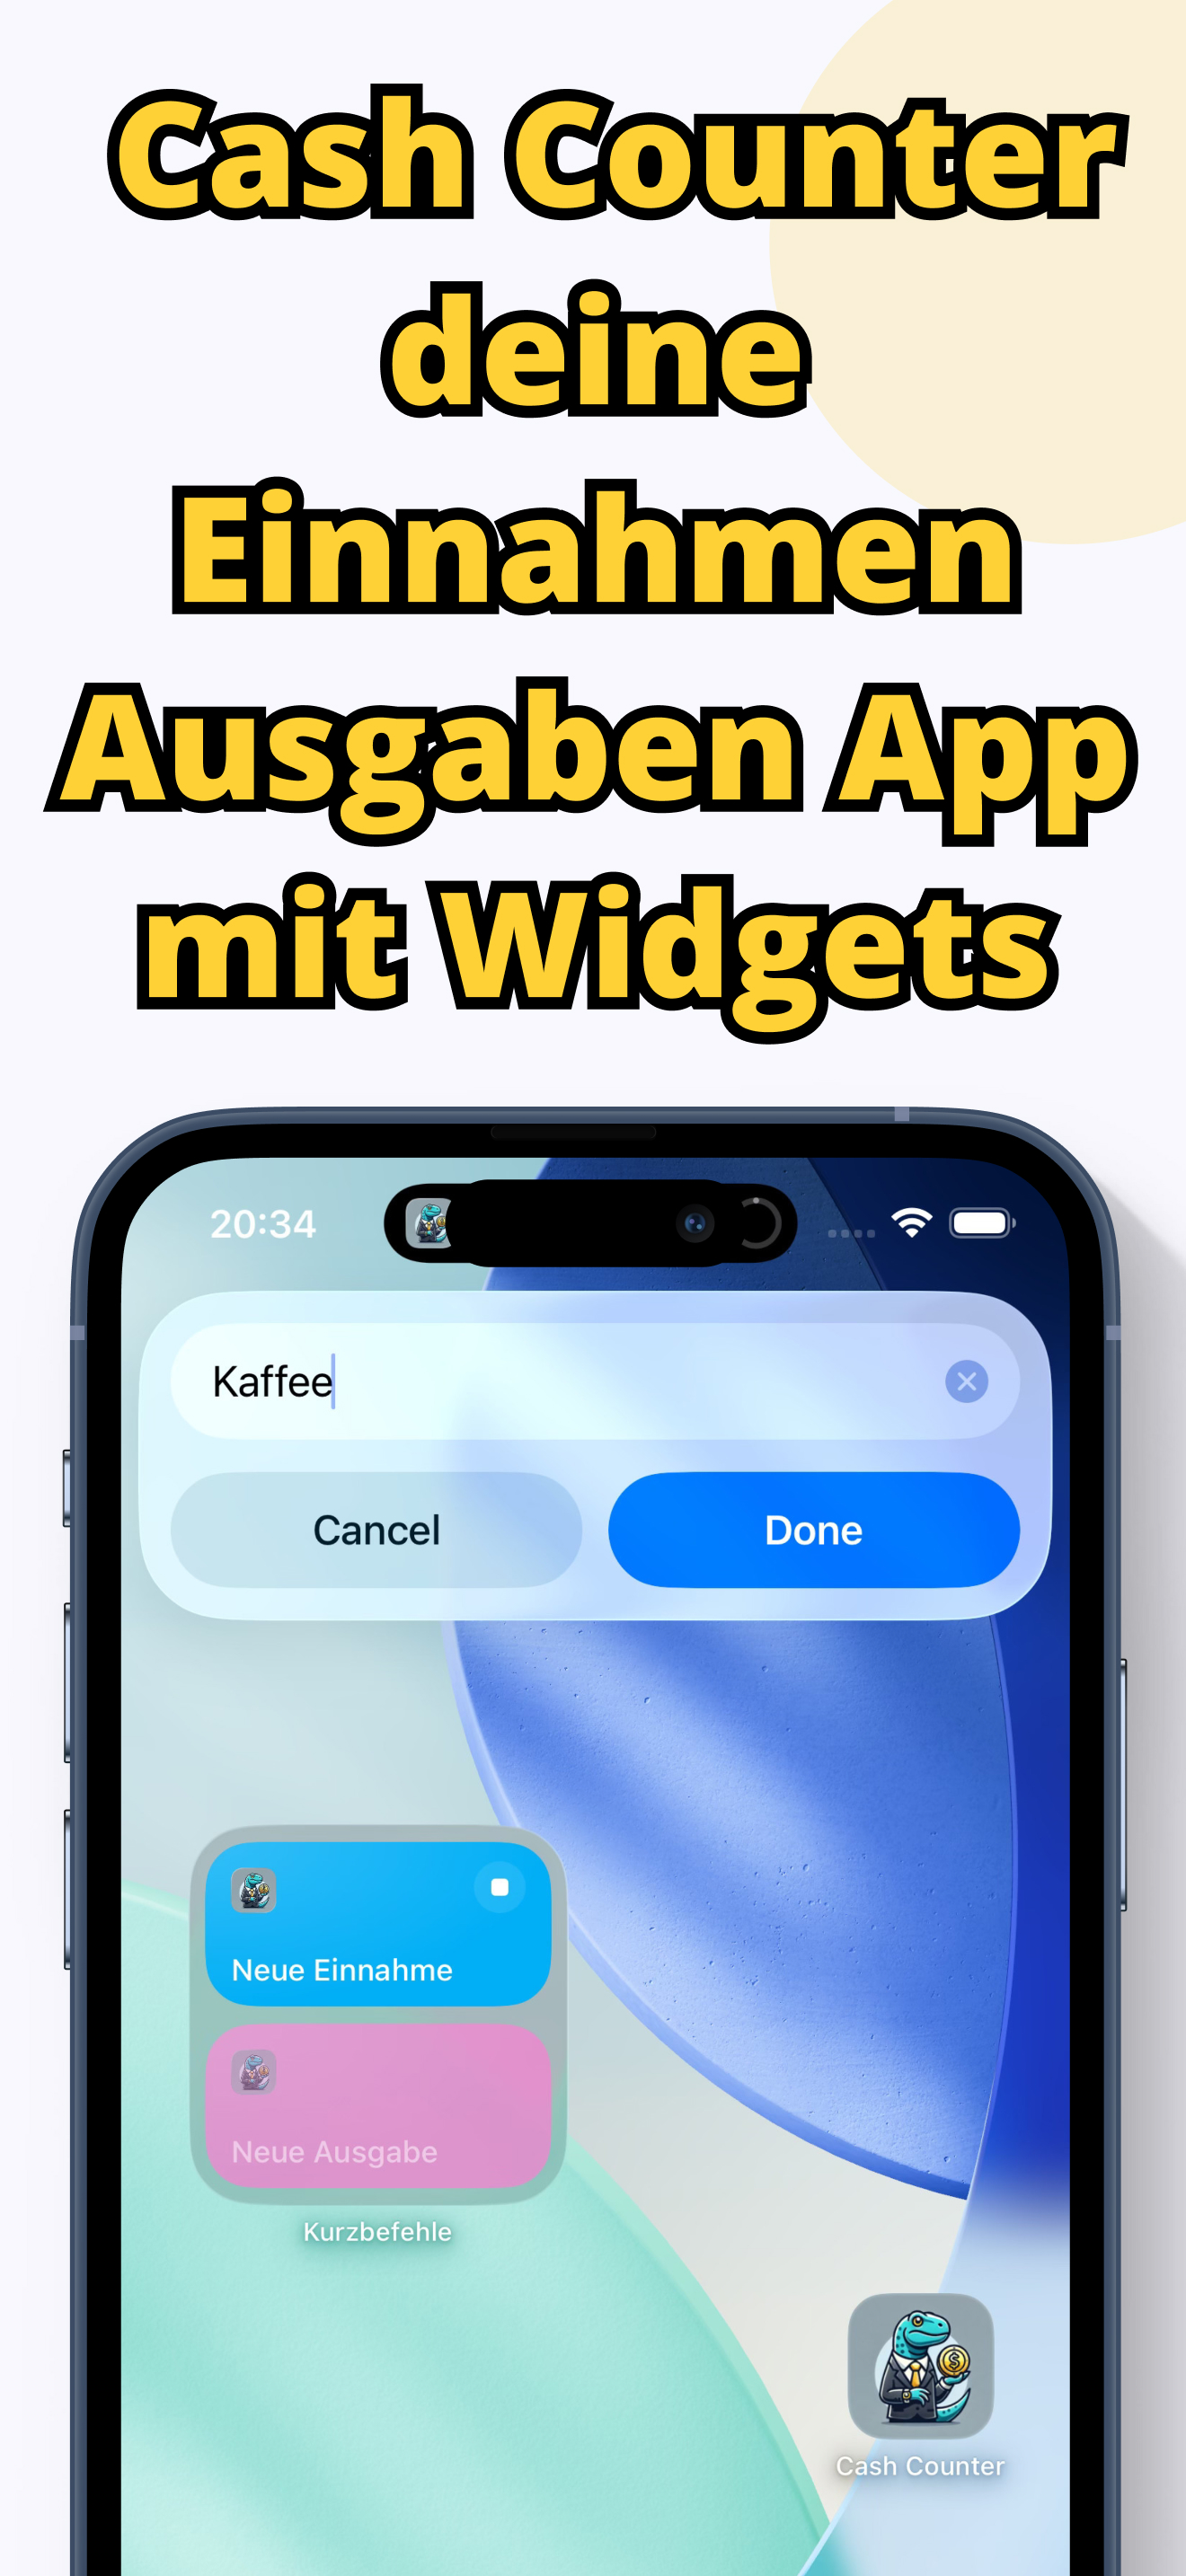 Cash Counter
deine
Einnahmen
Ausgaben App
mit Widgets
20:34
Kaffee
Cancel
Done
Neue Einnahme
Neue Ausgabe
Kurzbefehle
$
Cash Counter